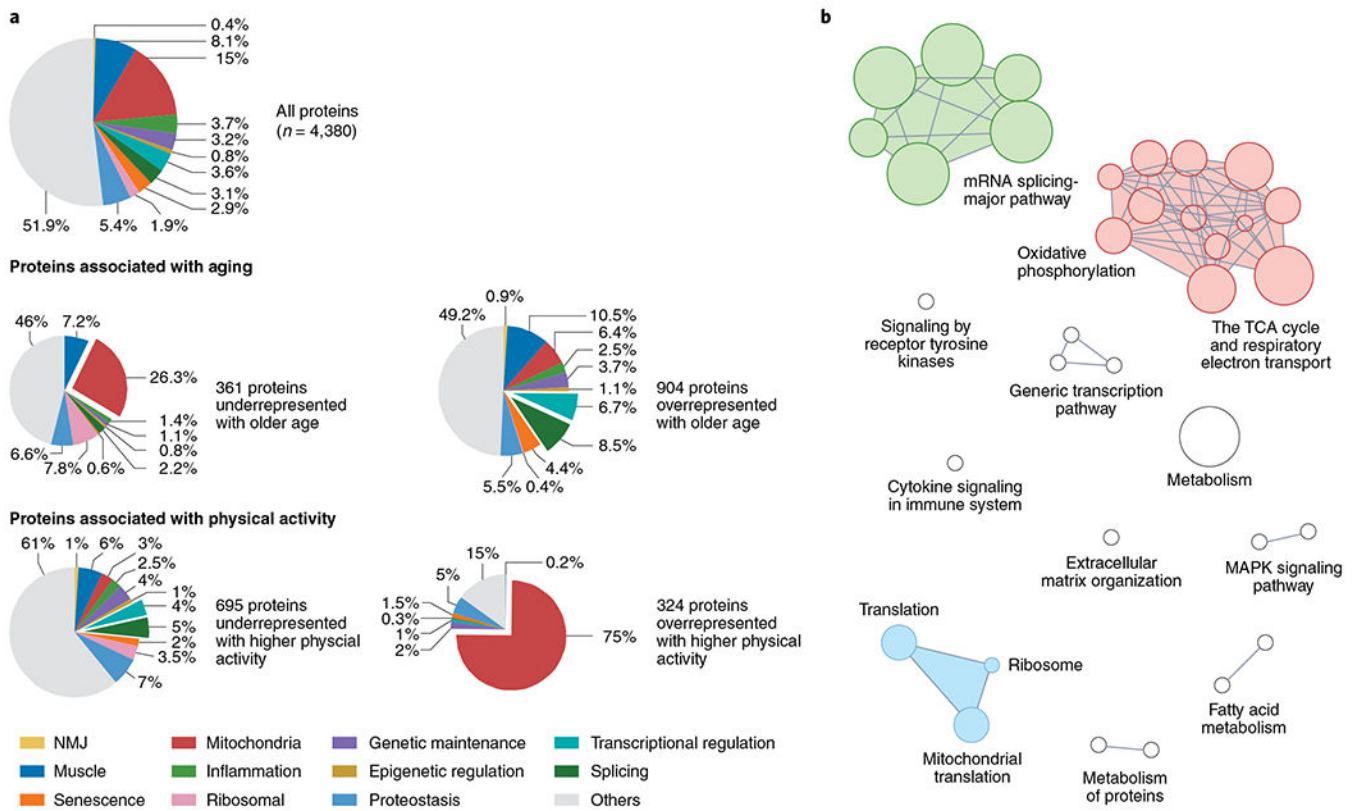 a
0.4%
8.1%
15%
All proteins
(n = 4,380)
3.7%
3.2%
0.8%
3.6%
3.1%
2.9%
51.9%
5.4%
1.9%
Proteins associated with aging
46%
7.2%
26.3%
361 proteins
underrepresented
with older age
1.4%
1.1%
0.8%
2.2%
6.6%
7.8%
0.6%
0.9%
49.2%
10.5%
6.4%
2.5%
3.7%
1.1%
6.7%
904 proteins
overrepresented
with older age
8.5%
4.4%
5.5%
0.4%
Proteins associated with physical activity
61%
1%
6%
3%
2.5%
4%
1%
4%
5%
2%
3.5%
7%
695 proteins
underrepresented
with higher physcial
activity
15%
0.2%
5%
1.5%
0.3%
1%
2%
75%
324 proteins
overrepresented
with higher physical
activity
NMJ
Mitochondria
Genetic maintenance
Transcriptional regulation
Muscle
Inflammation
Epigenetic regulation
Splicing
Senescence
Ribosomal
Proteostasis
Others
b
mRNA splicing-
major pathway
Oxidative
phosphorylation
The TCA cycle
and respiratory
electron transport
Signaling by
receptor tyrosine
kinases
Generic transcription
pathway
Metabolism
Cytokine signaling
in immune system
Extracellular
matrix organization
MAPK signaling
pathway
Translation
Ribosome
Mitochondrial
translation
Fatty acid
metabolism
Metabolism
of proteins